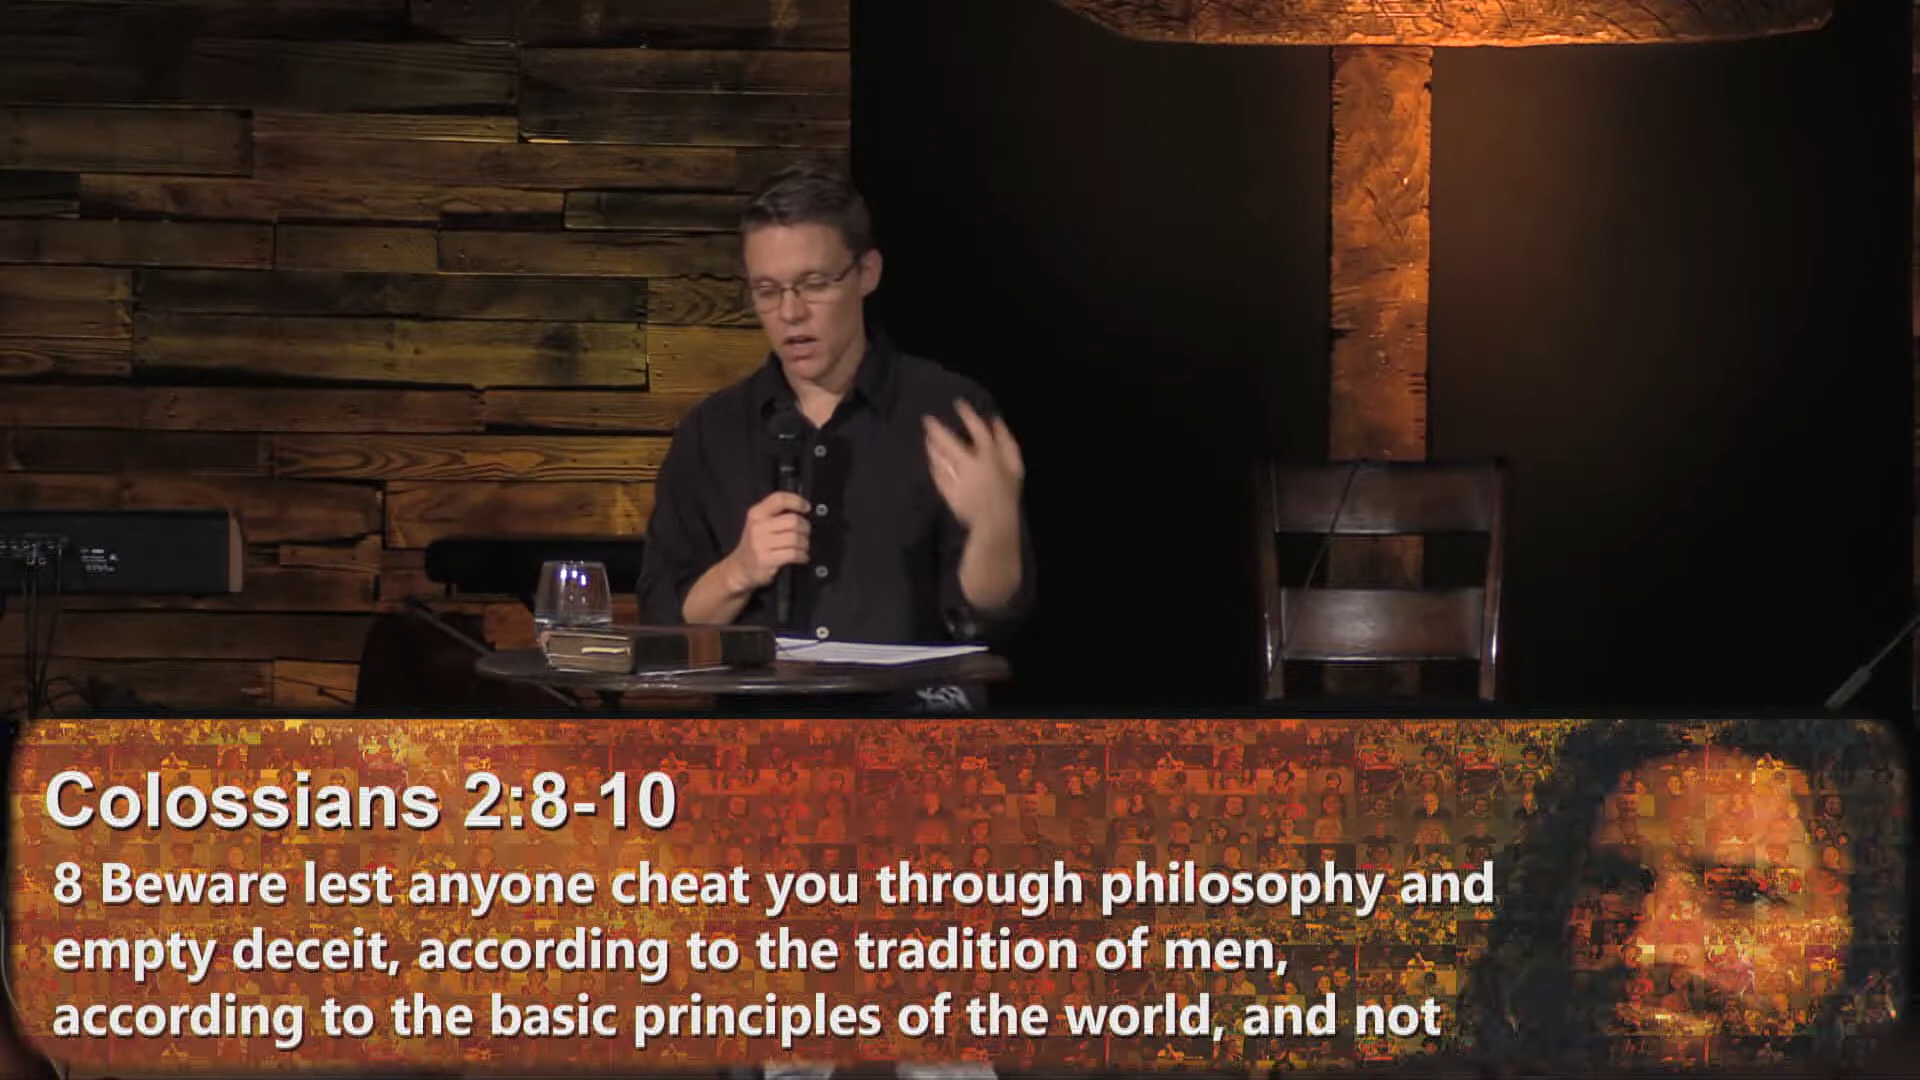 Colossians 2:8-10
8 Beware lest anyone cheat you through philosophy and
empty deceit, according to the tradition of men,
according to the basic principles of the world, and not